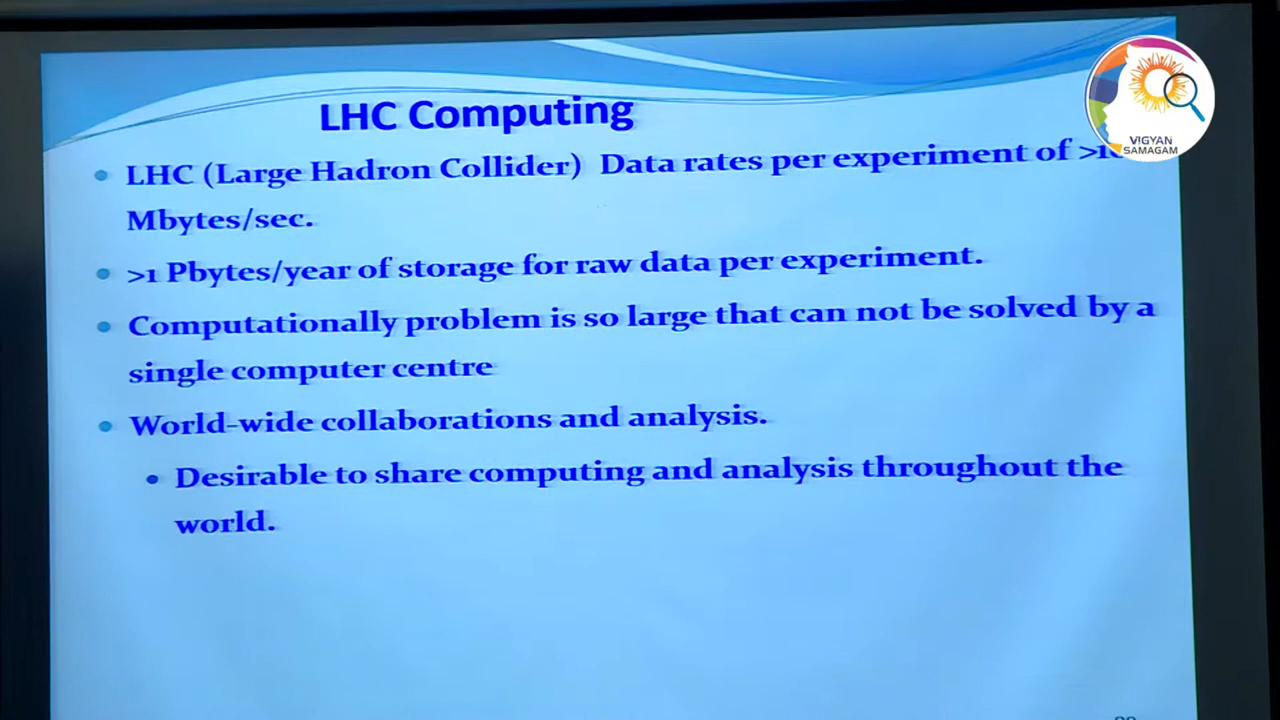 LHC Computing
VIGYAN
SAMAGAM
• LHC (Large Hadron Collider) Data rates per experiment of
Mbytes/sec.
• >1 Pbytes/year of storage for raw data per experiment.
• Computationally problem is so large that can not be solved by a
single computer centre
• World-wide collaborations and analysis.
• Desirable to share computing and analysis throughout the
world.